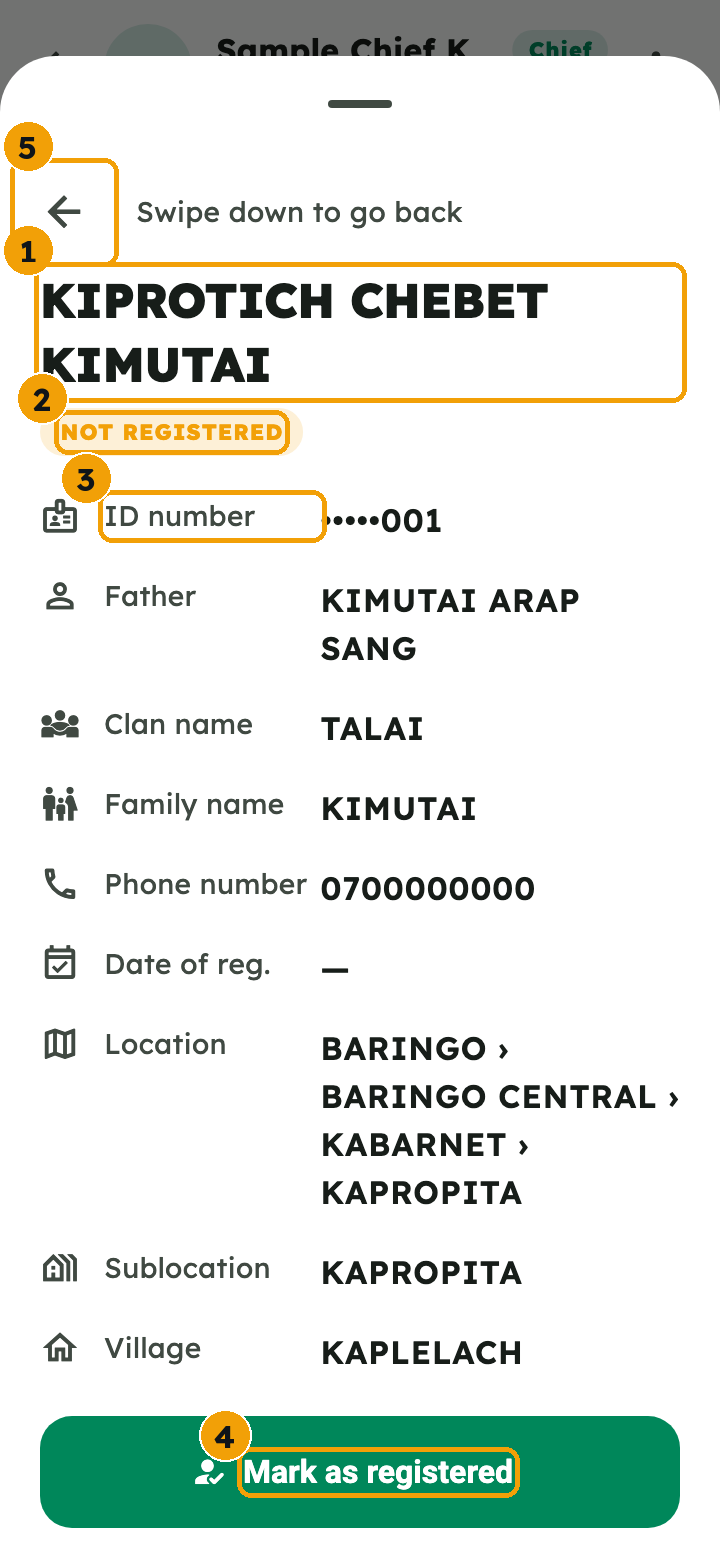 Sample Chief K
Chief
5
Swipe down to go back
1
KIPROTICH CHEBET
KIMUTAI
2
NOT REGISTERED
3
ID number •••••001
Father KIMUTAI ARAP
SANG
Clan name TALAI
Family name KIMUTAI
Phone number 0700000000
Date of reg. —
Location BARINGO ›
BARINGO CENTRAL ›
KABARNET ›
KAPROPITA
Sublocation KAPROPITA
Village KAPLELACH
4
Mark as registered